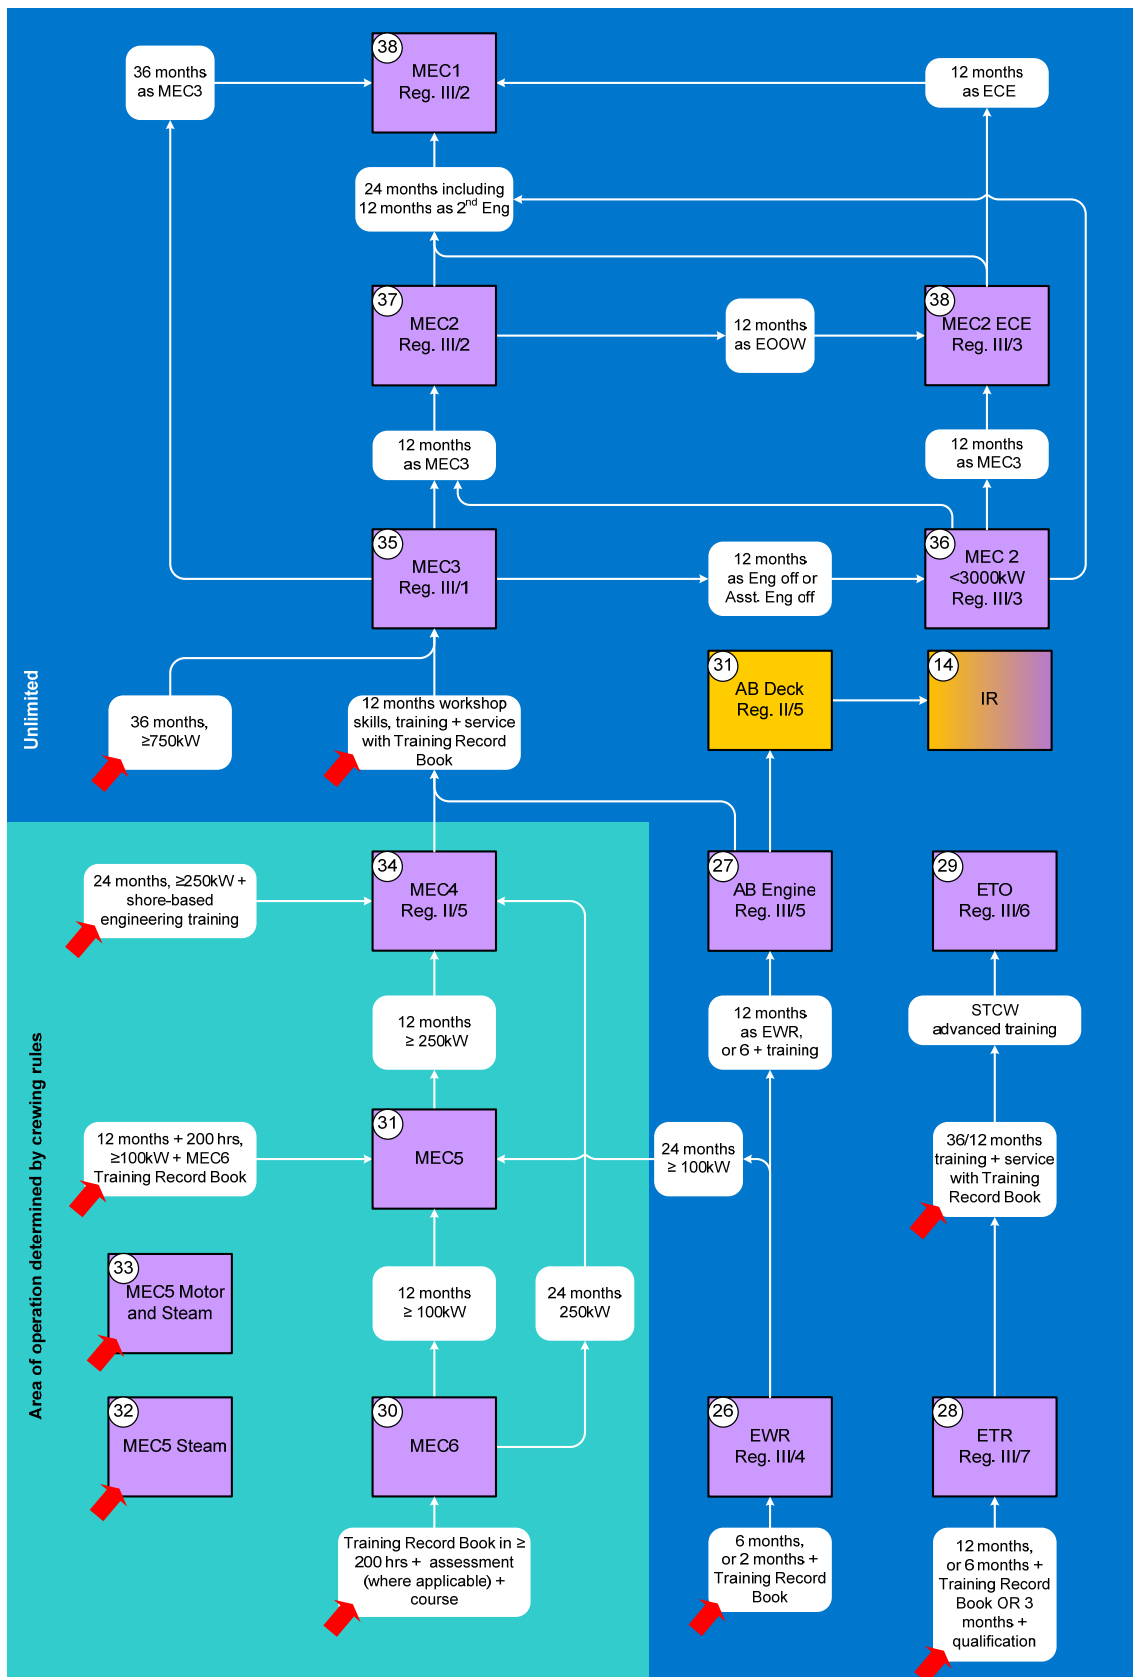 38
MEC1
Reg. III/2
36 months
as MEC3
12 months
as ECE
24 months including
12 months as 2nd Eng
37
MEC2
Reg. III/2
12 months
as EOOW
38
MEC2 ECE
Reg. III/3
12 months
as MEC3
12 months
as MEC3
35
MEC3
Reg. III/1
12 months
as Eng off or
Asst. Eng off
36
MEC 2
<3000kW
Reg. III/3
Unlimited
36 months,
≥750kW
12 months workshop
skills, training + service
with Training Record
Book
31
AB Deck
Reg. II/5
14
IR
24 months, ≥250kW +
shore-based
engineering training
34
MEC4
Reg. II/5
27
AB Engine
Reg. III/5
29
ETO
Reg. III/6
12 months
≥ 250kW
12 months
as EWR,
or 6 + training
STCW
advanced training
Area of operation determined by crewing rules
12 months + 200 hrs,
≥100kW + MEC6
Training Record Book
31
MEC5
24 months
≥ 100kW
36/12 months
training + service
with Training
Record Book
33
MEC5 Motor
and Steam
12 months
≥ 100kW
24 months
250kW
32
MEC5 Steam
30
MEC6
26
EWR
Reg. III/4
28
ETR
Reg. III/7
Training Record Book in ≥
200 hrs + assessment
(where applicable) +
course
6 months,
or 2 months +
Training Record
Book
12 months,
or 6 months +
Training Record
Book OR 3
months +
qualification